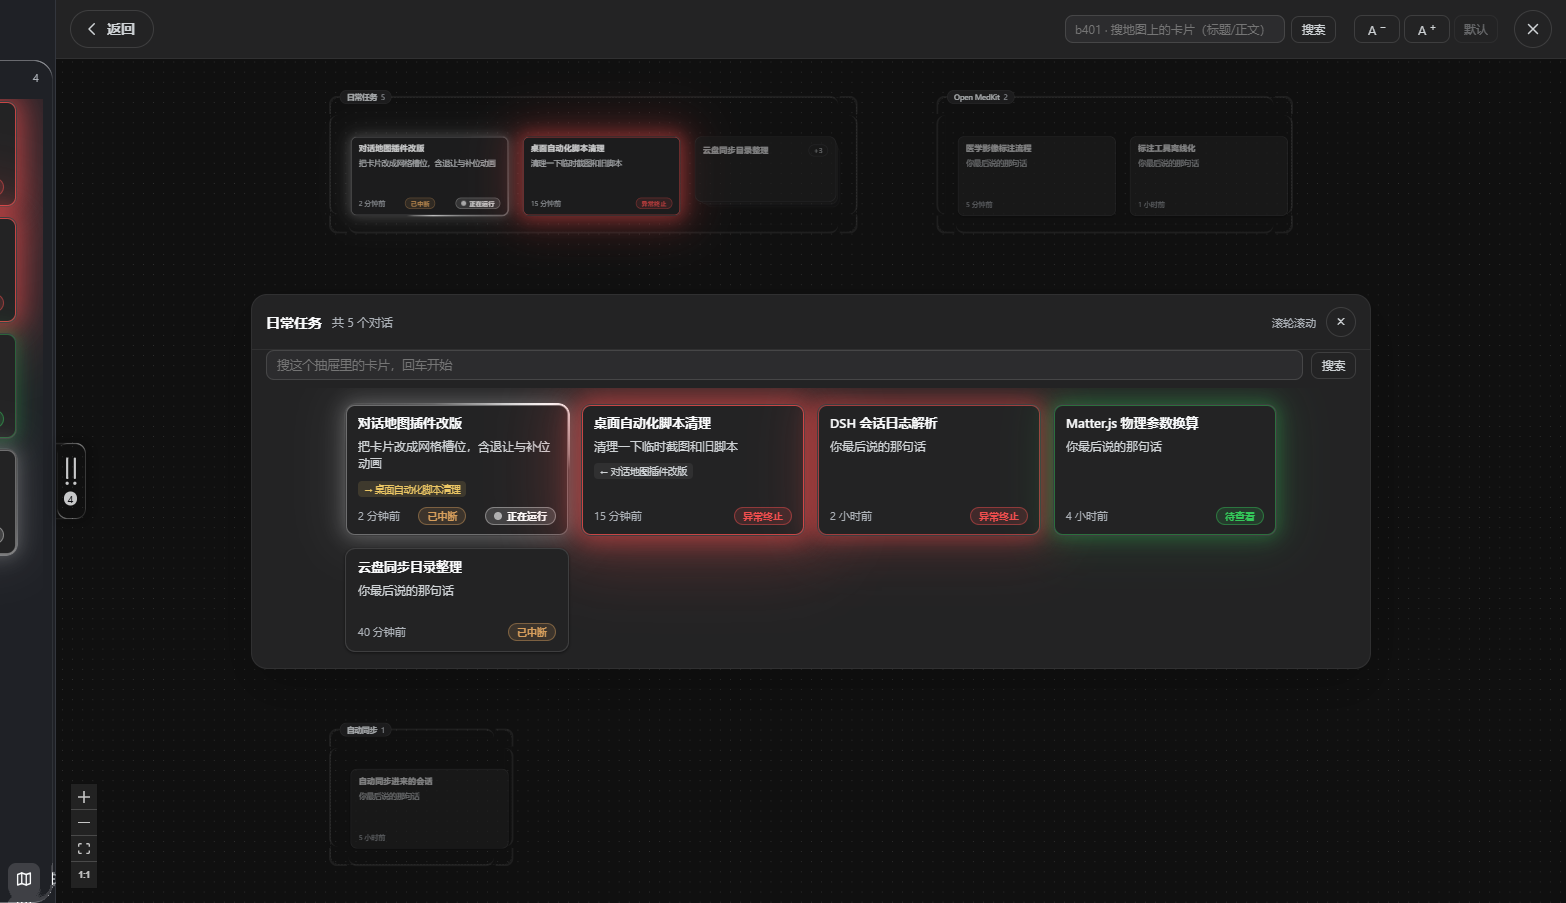 4
返回
b401 · 搜地图上的卡片（标题/正文）
搜索
A⁻
A⁺
默认
日常任务 5
对话地图插件改版
把卡片改成网格槽位，含退让与补位动画
2 分钟前
已中断
正在运行
桌面自动化脚本清理
清理一下临时截图和旧脚本
15 分钟前
异常终止
云盘同步目录整理
+3
Open MedKit 2
医学影像标注流程
你最后说的那句话
5 分钟前
标注工具离线化
你最后说的那句话
1 小时前
日常任务 共 5 个对话
滚轮滚动
搜这个抽屉里的卡片，回车开始
搜索
对话地图插件改版
把卡片改成网格槽位，含退让与补位
动画
→ 桌面自动化脚本清理
2 分钟前
已中断
正在运行
桌面自动化脚本清理
清理一下临时截图和旧脚本
← 对话地图插件改版
15 分钟前
异常终止
DSH 会话日志解析
你最后说的那句话
2 小时前
异常终止
Matter.js 物理参数换算
你最后说的那句话
4 小时前
待查看
云盘同步目录整理
你最后说的那句话
40 分钟前
已中断
4
自动同步 1
自动同步进来的会话
你最后说的那句话
5 小时前
1:1